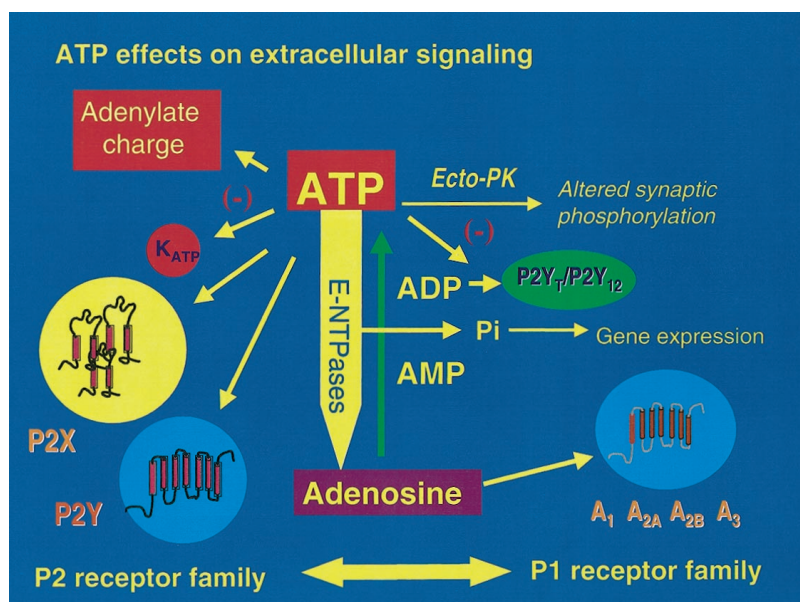 ATP effects on extracellular signaling
Adenylate
charge
ATP
Ecto-PK
Altered synaptic
phosphorylation
(-)
(-)
KATP
ADP
P2YT/P2Y12
E-NTPases
Pi
Gene expression
AMP
P2X
P2Y
Adenosine
A1 A2A A2B A3
P2 receptor family
P1 receptor family